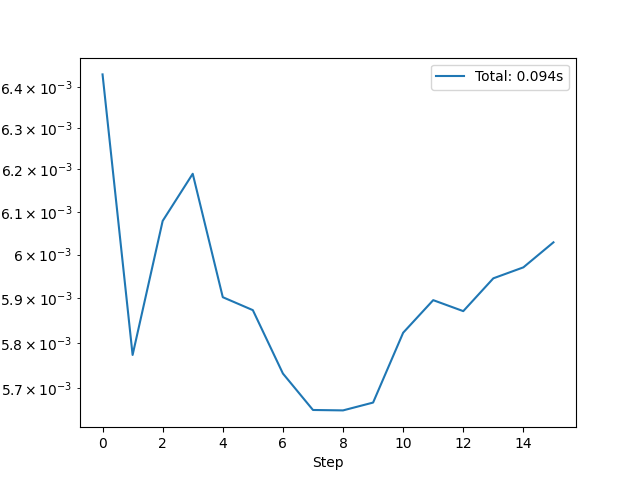 Total: 0.094s
6.4 × 10⁻³
6.3 × 10⁻³
6.2 × 10⁻³
6.1 × 10⁻³
6 × 10⁻³
5.9 × 10⁻³
5.8 × 10⁻³
5.7 × 10⁻³
0 2 4 6 8 10 12 14
Step